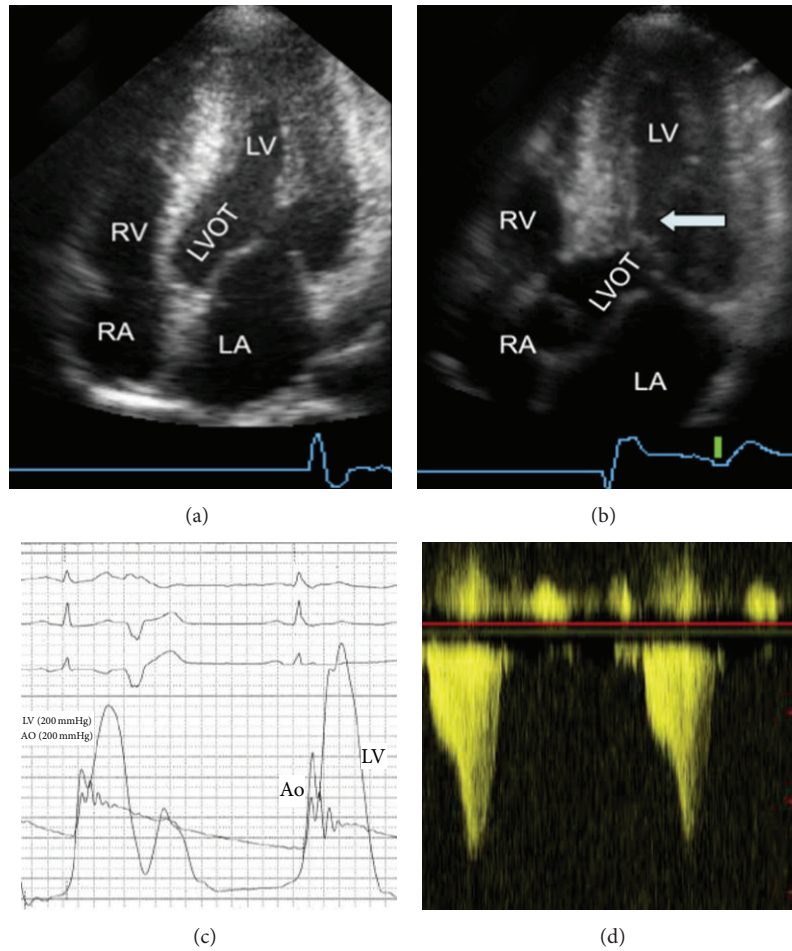 LV
RV
LVOT
RA
LA
(a)
LV
RV
LVOT
RA
LA
(b)
LV (200 mmHg)
AO (200 mmHg)
Ao
LV
(c)
(d)